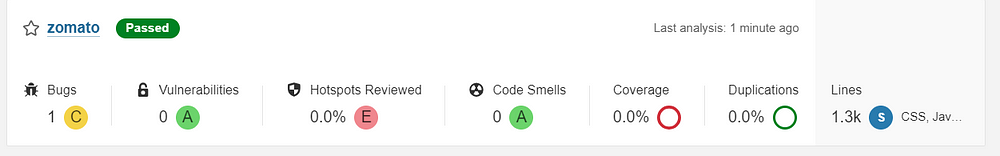 zomato Passed Last analysis: 1 minute ago
Bugs Vulnerabilities Hotspots Reviewed Code Smells Coverage Duplications Lines
1 C 0 A 0.0% E 0 A 0.0% 0.0% 1.3k S CSS, Jav...